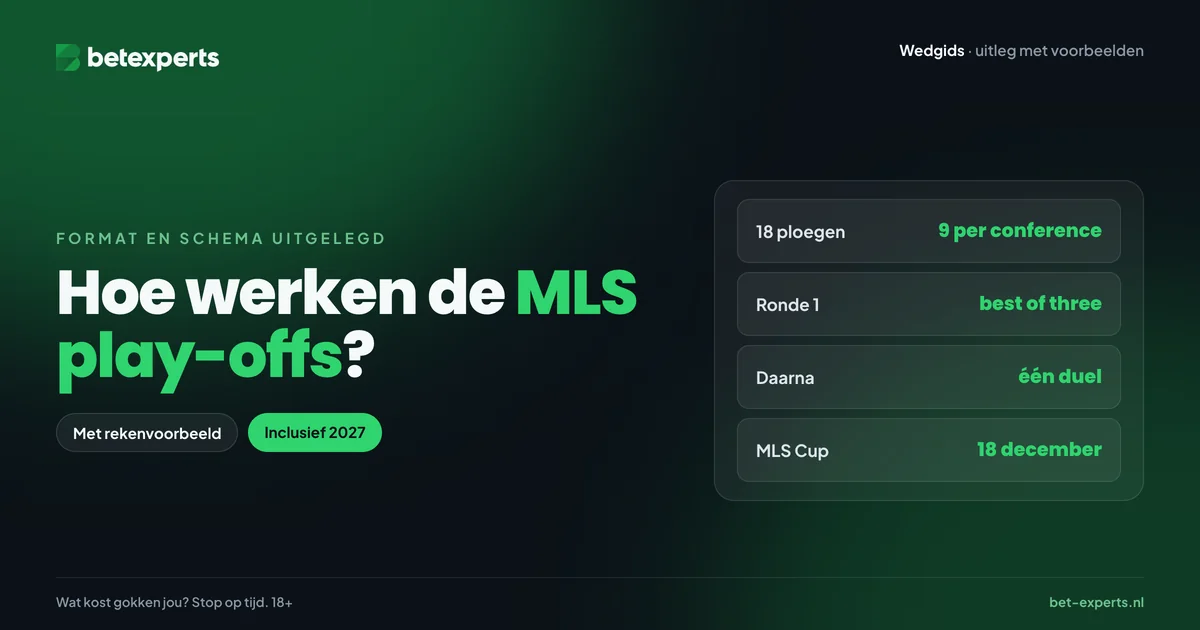 betexperts
Wedgids · uitleg met voorbeelden
FORMAT EN SCHEMA UITGELEGD
Hoe werken de MLS
play-offs?
Met rekenvoorbeeld
Inclusief 2027
18 ploegen
9 per conference
Ronde 1
best of three
Daarna
één duel
MLS Cup
18 december
Wat kost gokken jou? Stop op tijd. 18+
bet-experts.nl